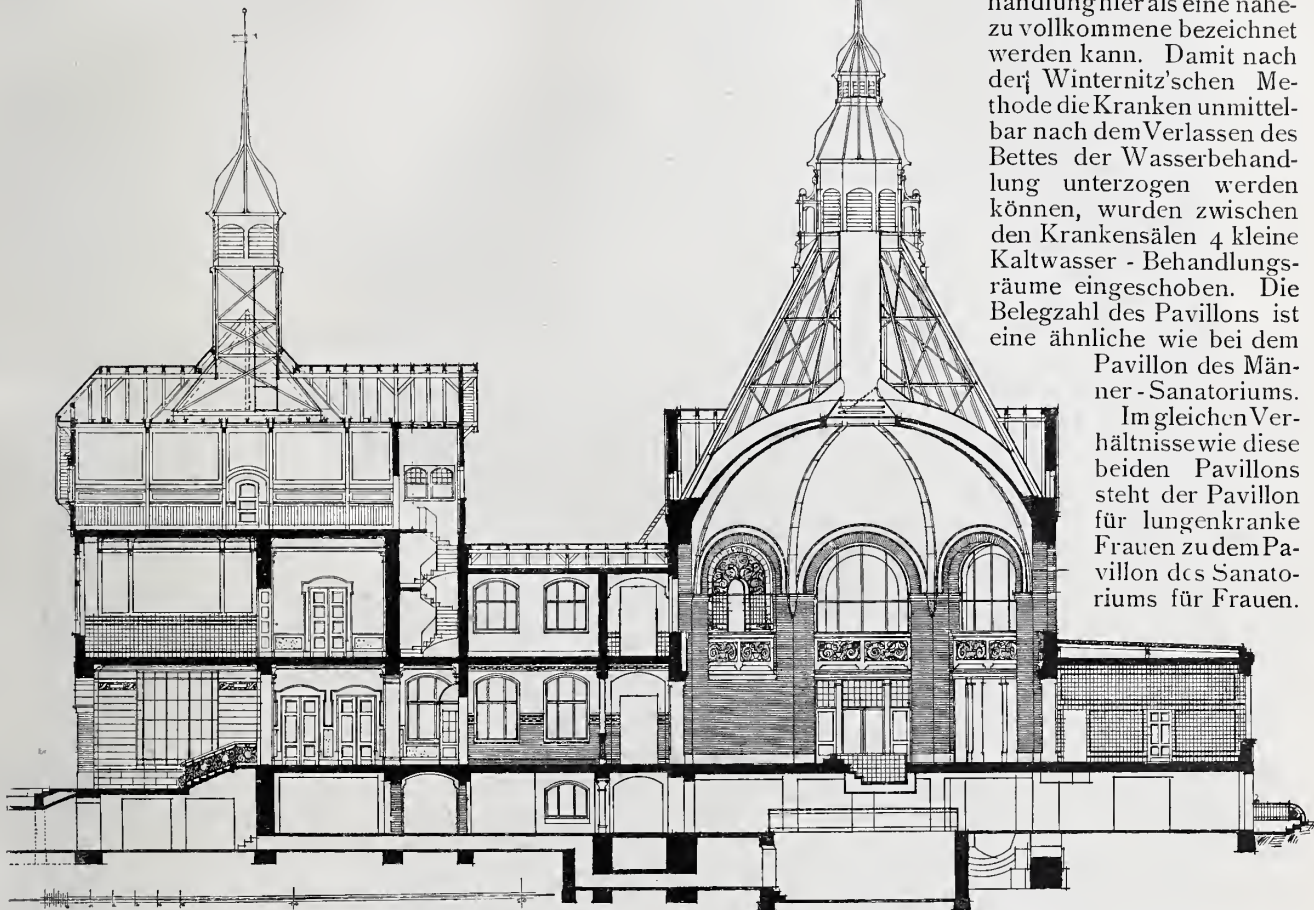 handlung hier als eine nahe-
zu vollkommene bezeichnet
werden kann. Damit nach
der Winternitz'schen Me-
thode die Kranken unmittel-
bar nach dem Verlassen des
Bettes der Wasserbehand-
lung unterzogen werden
können, wurden zwischen
den Krankensälen 4 kleine
Kaltwasser - Behandlungs-
räume eingeschoben. Die
Belegzahl des Pavillons ist
eine ähnliche wie bei dem
Pavillon des Män-
ner - Sanatoriums.
Im gleichen Ver-
hältnisse wie diese
beiden Pavillons
steht der Pavillon
für lungenkranke
Frauen zu dem Pa-
villon des Sanato-
riums für Frauen.